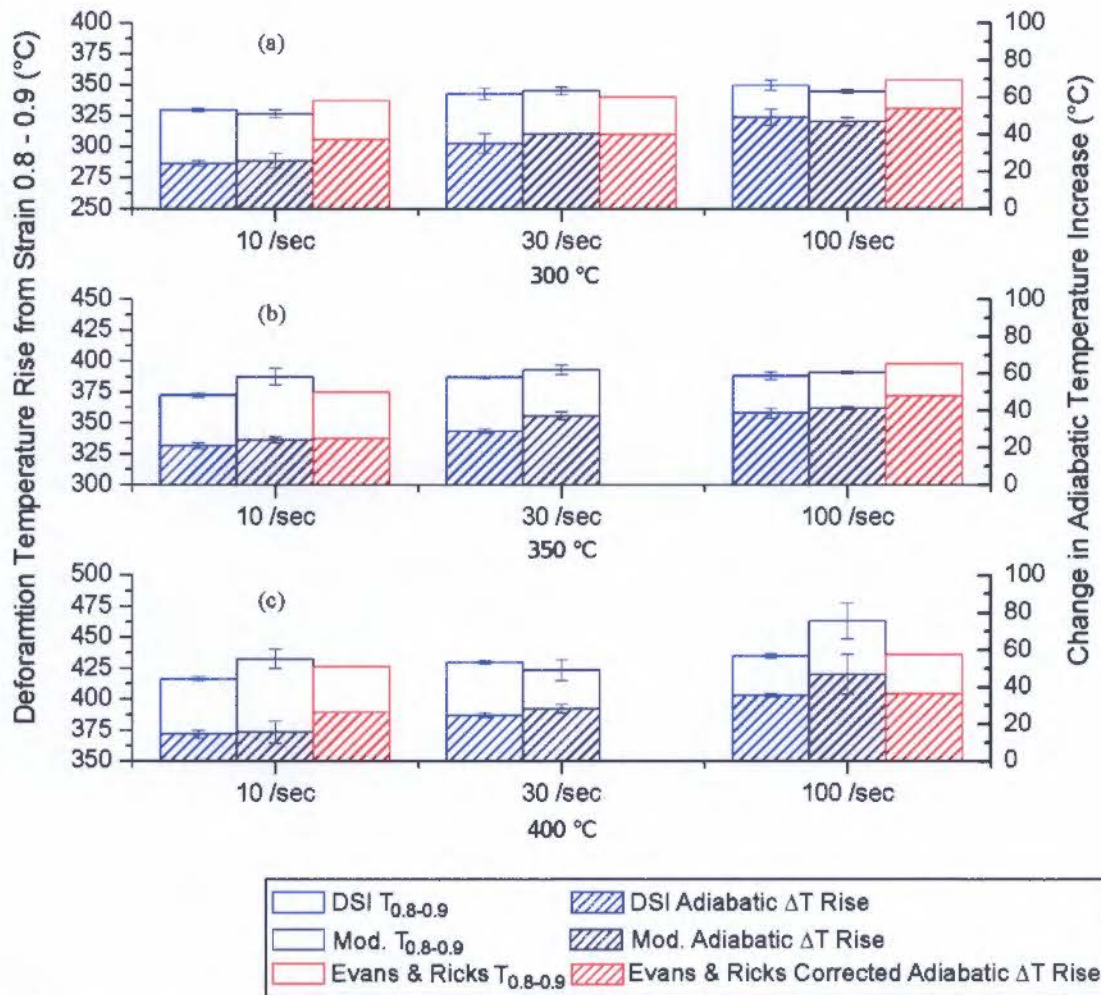 Deforamtion Temperature Rise from Strain 0.8 - 0.9 (°C)
400
375
350
325
300
275
250
(a)
100
80
60
40
20
0
10 /sec
30 /sec
100 /sec
300 °C
450
425
400
375
350
325
300
(b)
100
80
60
40
20
0
10 /sec
30 /sec
100 /sec
350 °C
500
475
450
425
400
375
350
(c)
100
80
60
40
20
0
10 /sec
30 /sec
100 /sec
400 °C
Change in Adiabatic Temperature Increase (°C)
DSI T0.8-0.9
DSI Adiabatic ΔT Rise
Mod. T0.8-0.9
Mod. Adiabatic ΔT Rise
Evans & Ricks T0.8-0.9
Evans & Ricks Corrected Adiabatic ΔT Rise